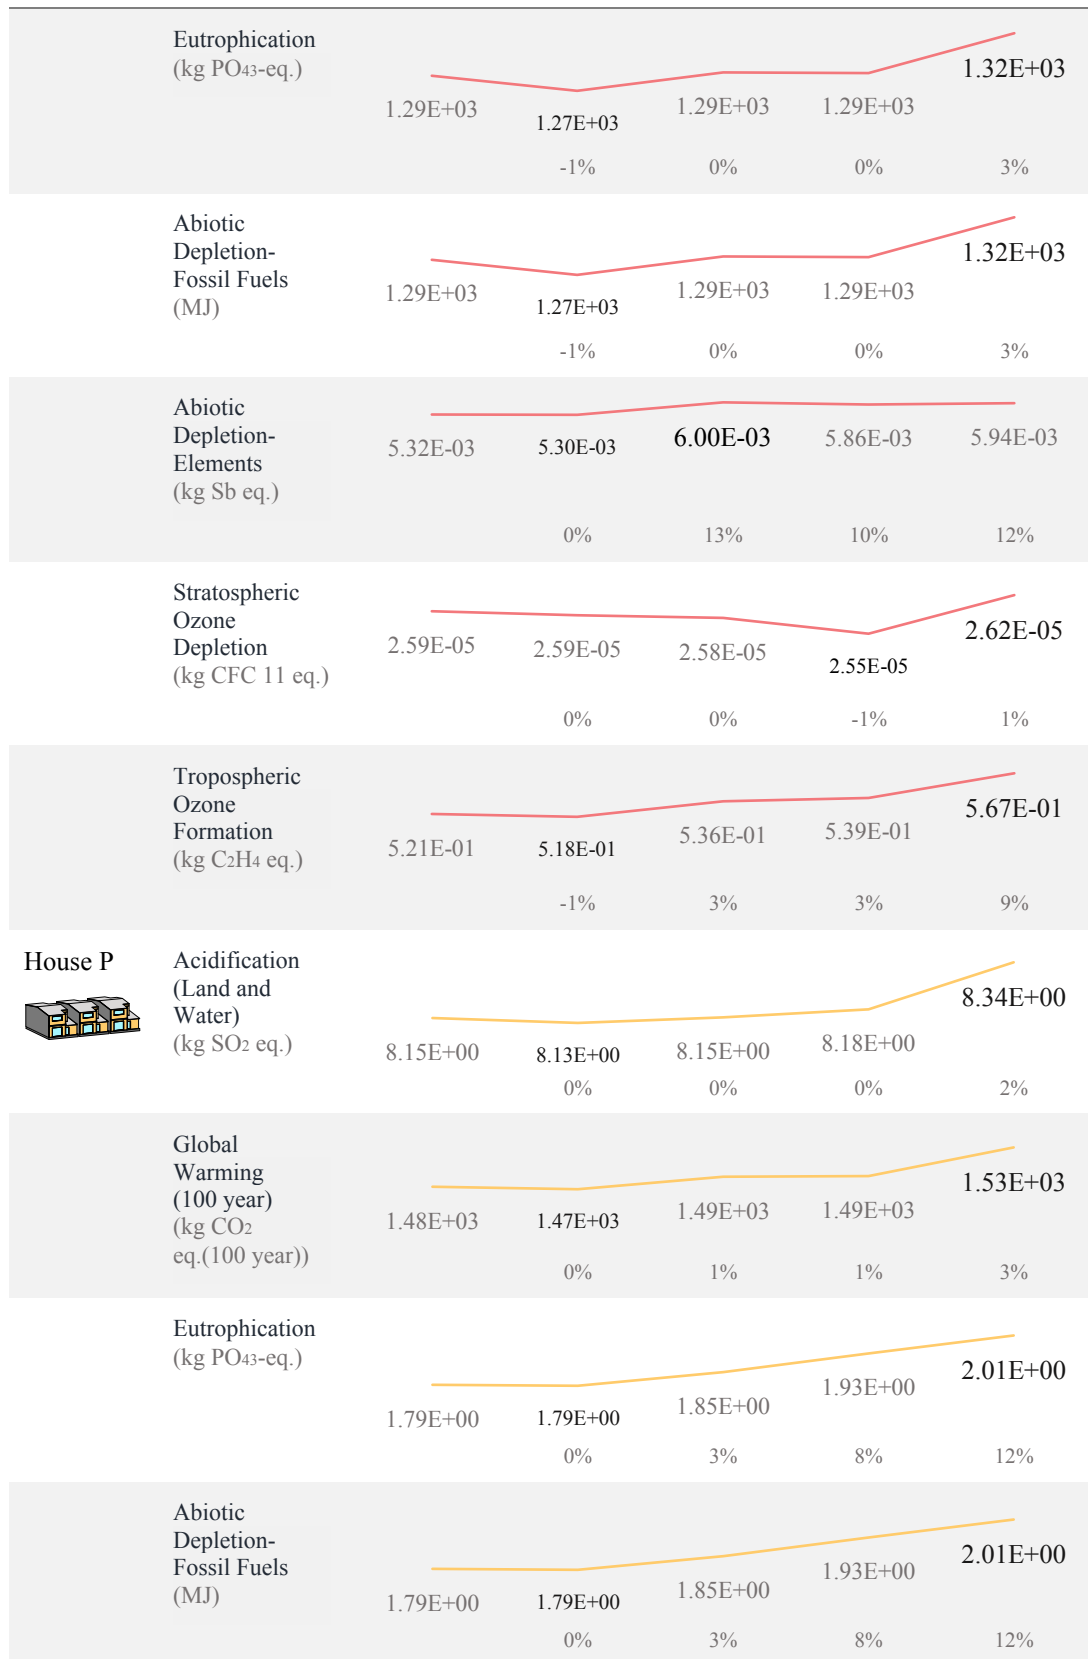 Eutrophication
(kg PO43-eq.)
1.29E+03 1.27E+03 1.29E+03 1.29E+03 1.32E+03
-1% 0% 0% 3%
Abiotic
Depletion-
Fossil Fuels
(MJ)
1.29E+03 1.27E+03 1.29E+03 1.29E+03 1.32E+03
-1% 0% 0% 3%
Abiotic
Depletion-
Elements
(kg Sb eq.)
5.32E-03 5.30E-03 6.00E-03 5.86E-03 5.94E-03
0% 13% 10% 12%
Stratospheric
Ozone
Depletion
(kg CFC 11 eq.)
2.59E-05 2.59E-05 2.58E-05 2.55E-05 2.62E-05
0% 0% -1% 1%
Tropospheric
Ozone
Formation
(kg C2H4 eq.)
5.21E-01 5.18E-01 5.36E-01 5.39E-01 5.67E-01
-1% 3% 3% 9%
House P
Acidification
(Land and
Water)
(kg SO2 eq.)
8.15E+00 8.13E+00 8.15E+00 8.18E+00 8.34E+00
0% 0% 0% 2%
Global
Warming
(100 year)
(kg CO2
eq.(100 year))
1.48E+03 1.47E+03 1.49E+03 1.49E+03 1.53E+03
0% 1% 1% 3%
Eutrophication
(kg PO43-eq.)
1.79E+00 1.79E+00 1.85E+00 1.93E+00 2.01E+00
0% 3% 8% 12%
Abiotic
Depletion-
Fossil Fuels
(MJ)
1.79E+00 1.79E+00 1.85E+00 1.93E+00 2.01E+00
0% 3% 8% 12%